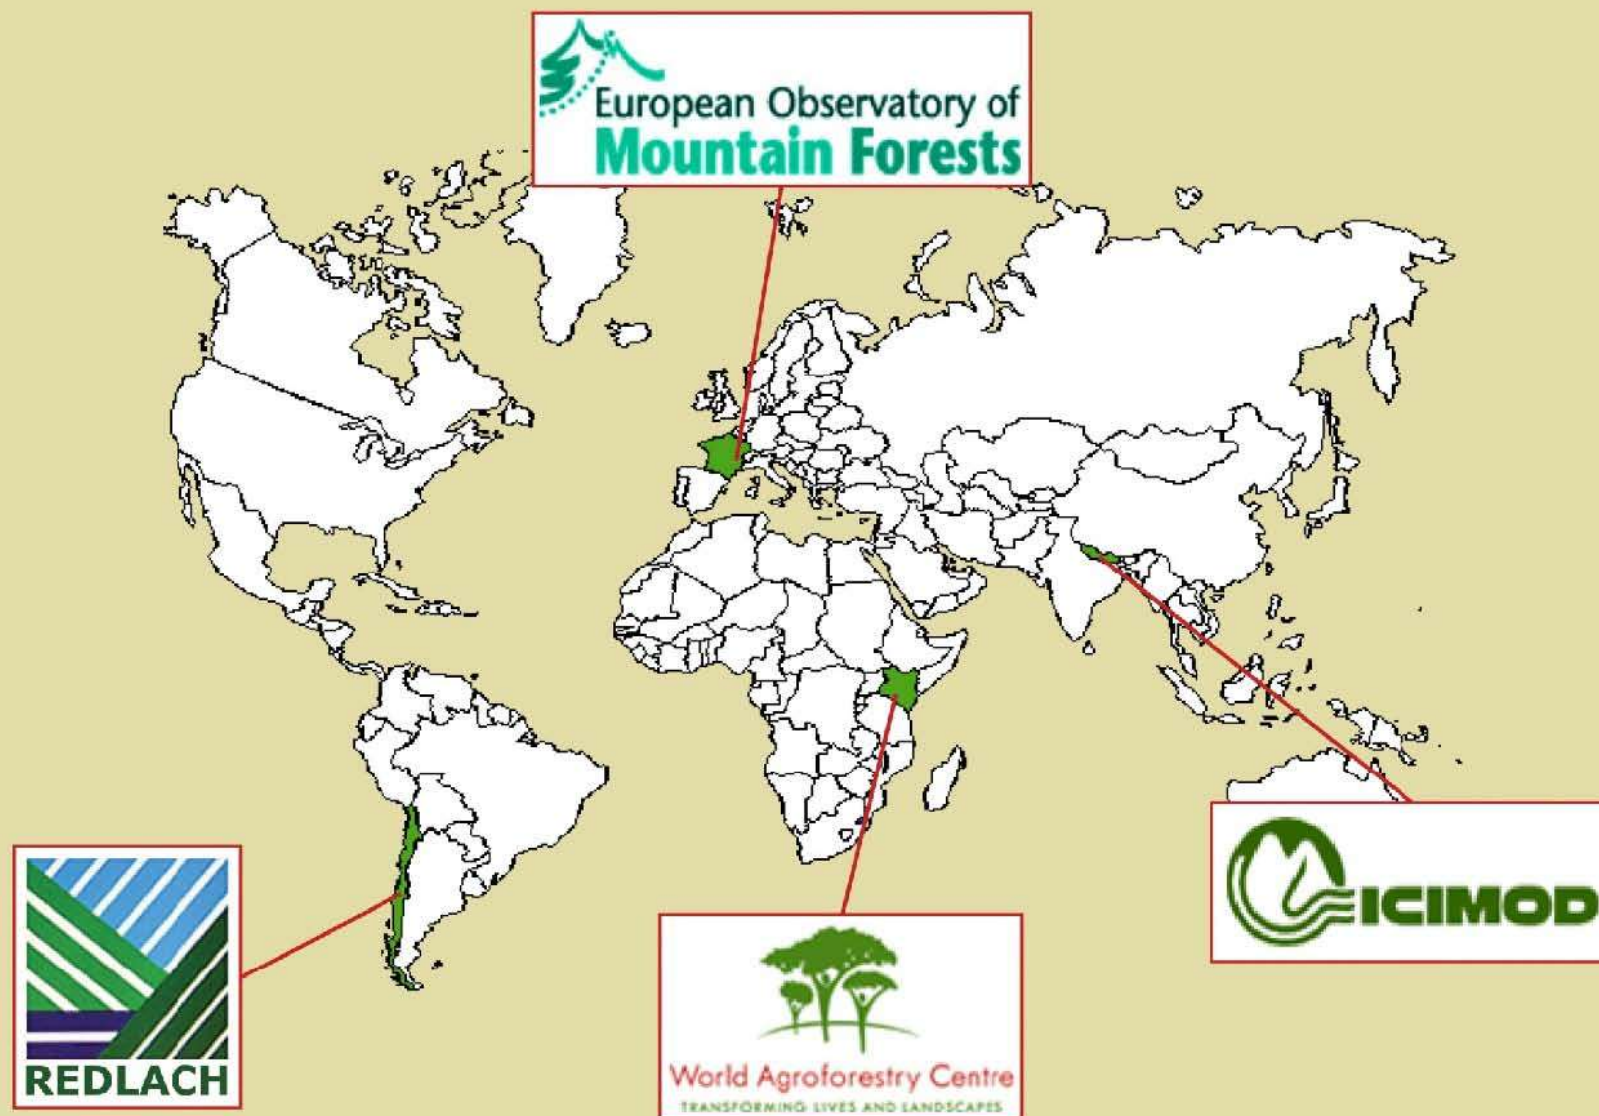 European Observatory of
Mountain Forests
ICIMOD
REDLACH
World Agroforestry Centre
TRANSFORMING LIVES AND LANDSCAPES